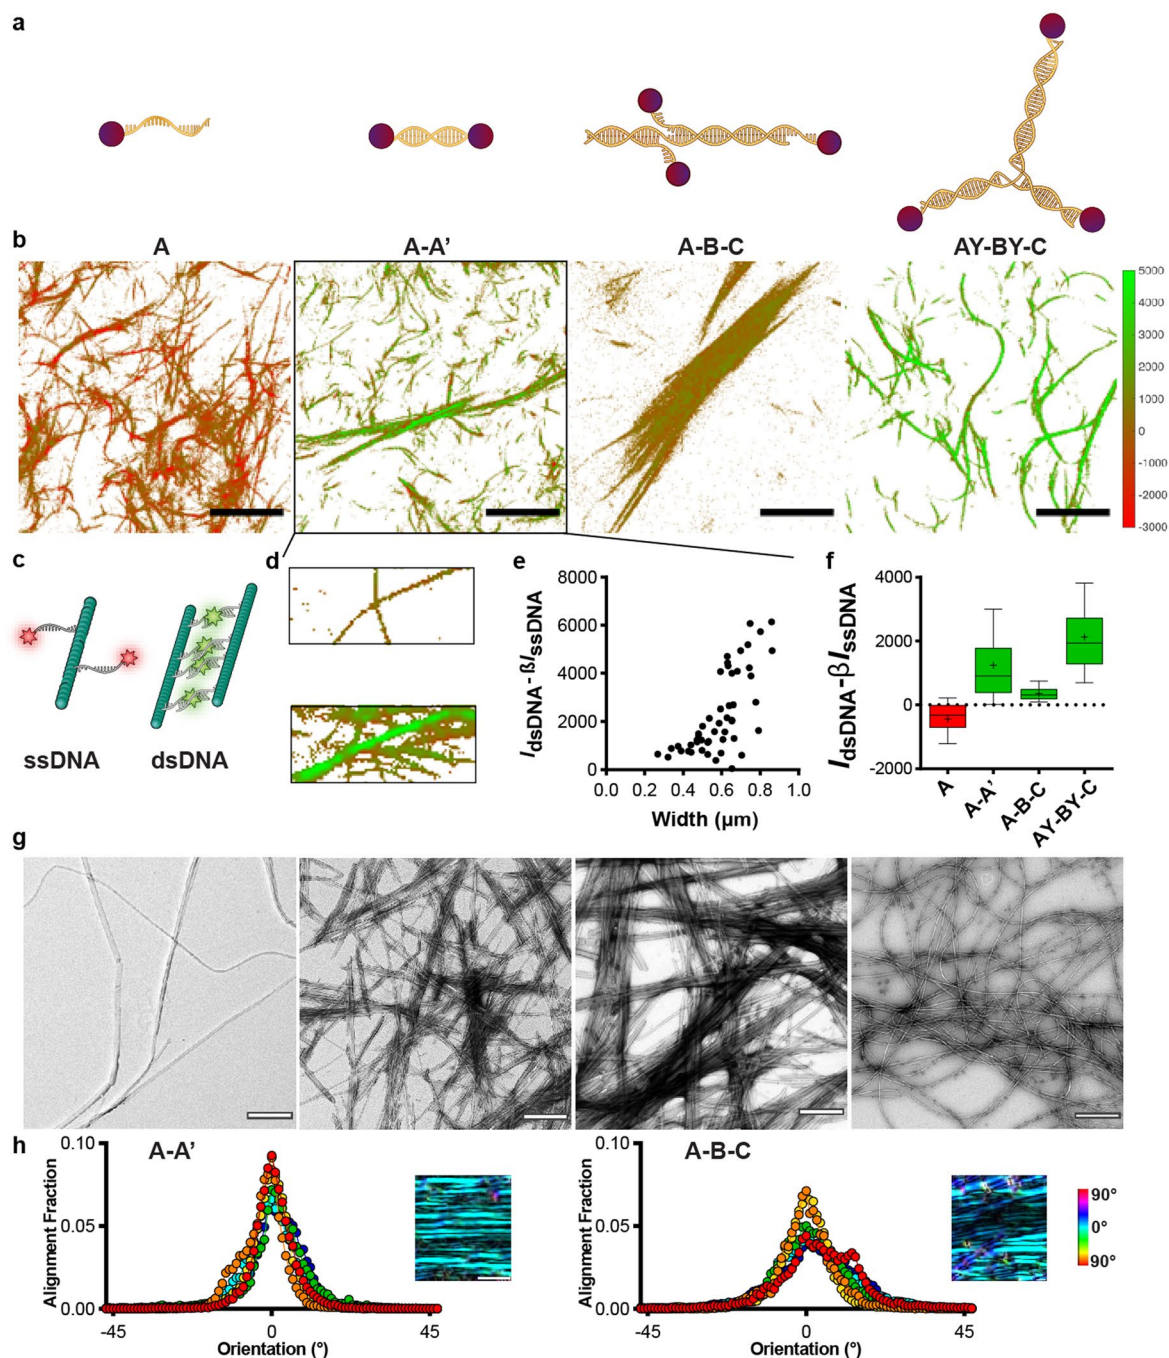 a
b
A
A-A’
A-B-C
AY-BY-C
5000
4000
3000
2000
1000
0
-1000
-2000
-3000
c
ssDNA
dsDNA
d
e
8000
6000
4000
2000
0
IdsDNA- ßIssDNA
0.0 0.2 0.4 0.6 0.8 1.0
Width (µm)
f
4000
2000
0
-2000
IdsDNA-βIssDNA
A
A-A’
A-B-C
AY-BY-C
g
h
A-A’
0.10
0.05
0.00
Alignment Fraction
-45 0 45
Orientation (°)
A-B-C
0.10
0.05
0.00
Alignment Fraction
-45 0 45
Orientation (°)
90°
0°
90°